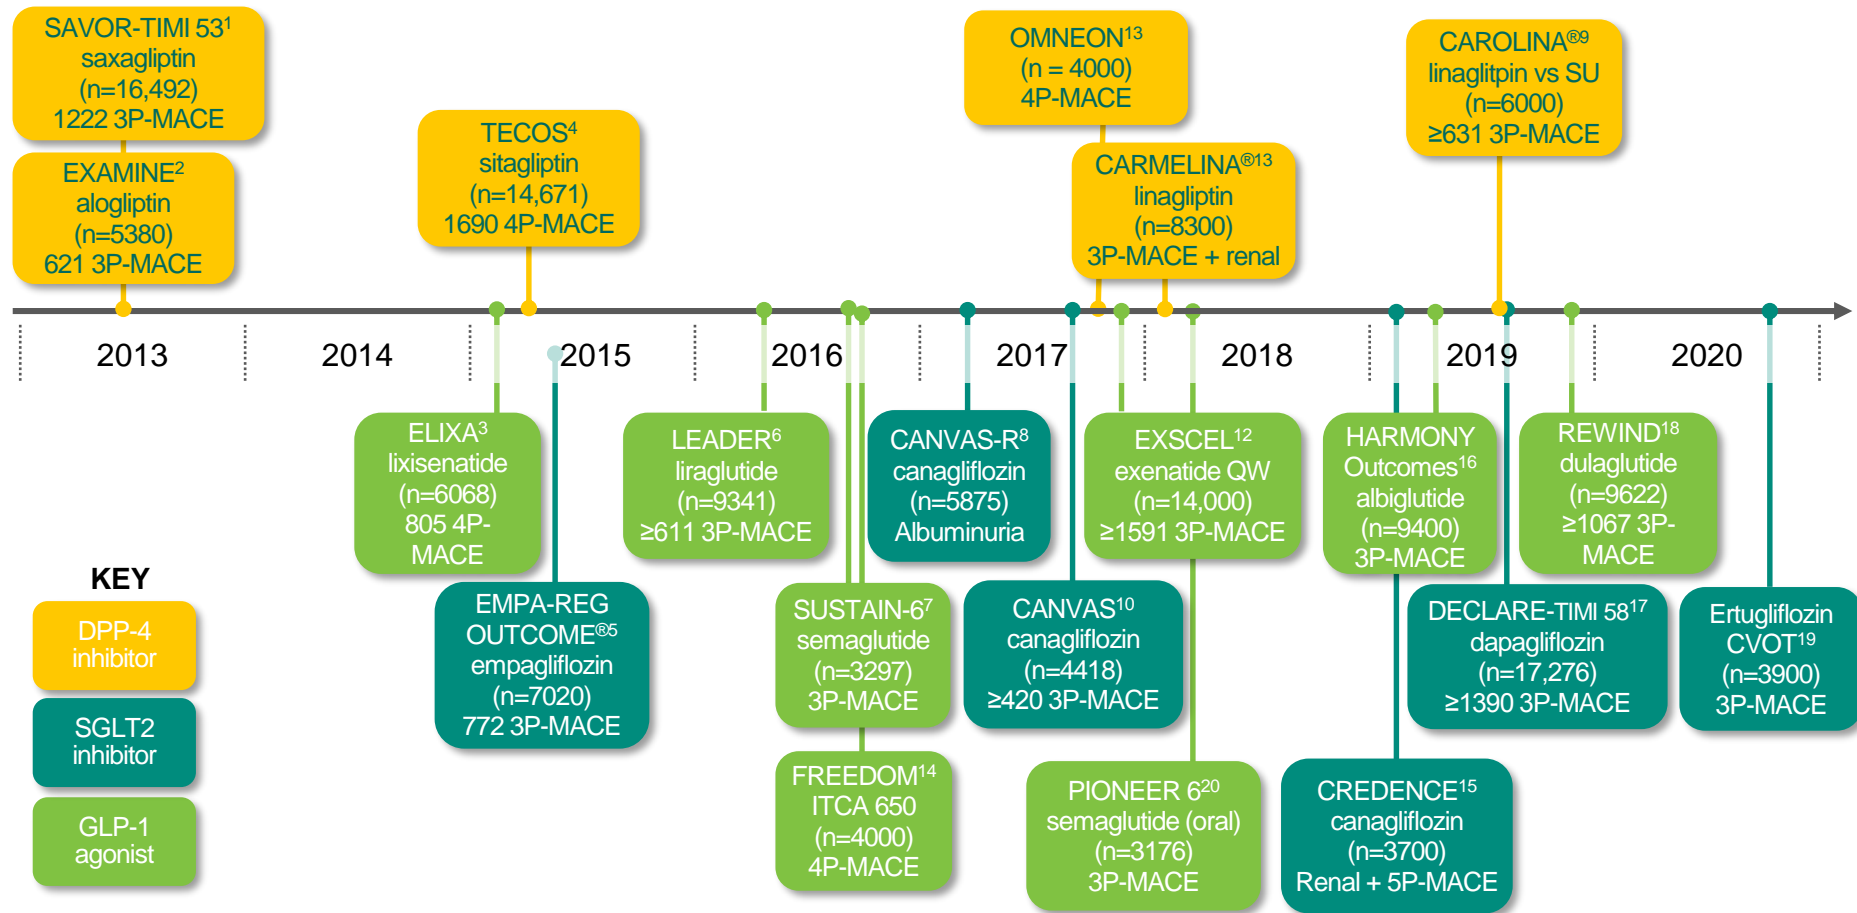 SAVOR-TIMI 53¹
saxagliptin
(n=16,492)
1222 3P-MACE
EXAMINE²
alogliptin
(n=5380)
621 3P-MACE
TECOS⁴
sitagliptin
(n=14,671)
1690 4P-MACE
OMNEON¹³
(n = 4000)
4P-MACE
CARMELINA®¹³
linagliptin
(n=8300)
3P-MACE + renal
CAROLINA®⁹
linaglitpin vs SU
(n=6000)
≥631 3P-MACE
2013
2014
2015
2016
2017
2018
2019
2020
ELIXA³
lixisenatide
(n=6068)
805 4P-
MACE
EMPA-REG
OUTCOME®⁵
empagliflozin
(n=7020)
772 3P-MACE
LEADER⁶
liraglutide
(n=9341)
≥611 3P-MACE
SUSTAIN-6⁷
semaglutide
(n=3297)
3P-MACE
FREEDOM¹⁴
ITCA 650
(n=4000)
4P-MACE
CANVAS-R⁸
canagliflozin
(n=5875)
Albuminuria
CANVAS¹⁰
canagliflozin
(n=4418)
≥420 3P-MACE
EXSCEL¹²
exenatide QW
(n=14,000)
≥1591 3P-MACE
PIONEER 6²⁰
semaglutide (oral)
(n=3176)
3P-MACE
HARMONY
Outcomes¹⁶
albiglutide
(n=9400)
3P-MACE
CREDENCE¹⁵
canagliflozin
(n=3700)
Renal + 5P-MACE
REWIND¹⁸
dulaglutide
(n=9622)
≥1067 3P-
MACE
DECLARE-TIMI 58¹⁷
dapagliflozin
(n=17,276)
≥1390 3P-MACE
Ertugliflozin
CVOT¹⁹
(n=3900)
3P-MACE
KEY
DPP-4
inhibitor
SGLT2
inhibitor
GLP-1
agonist